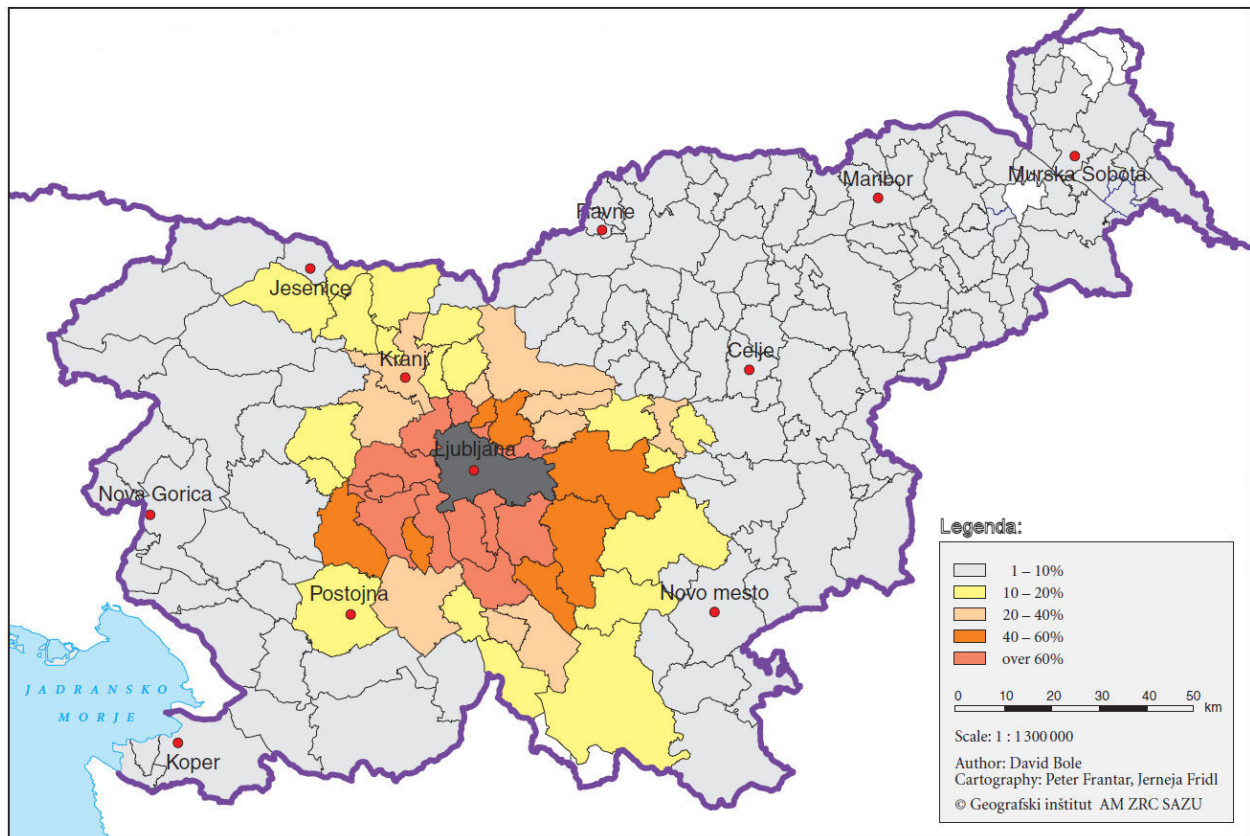 Murska Sobota
Maribor
Ravne
Jesenice
Kranj
Celje
Ljubljana
Nova Gorica
Postojna
Novo mesto
JADRANSKO
MORJE
Koper
Legenda:
1 – 10%
10 – 20%
20 – 40%
40 – 60%
over 60%
0 10 20 30 40 50 km
Scale: 1 : 1 300 000
Author: David Bole
Cartography: Peter Frantar, Jerneja Fridl
© Geografski inštitut AM ZRC SAZU